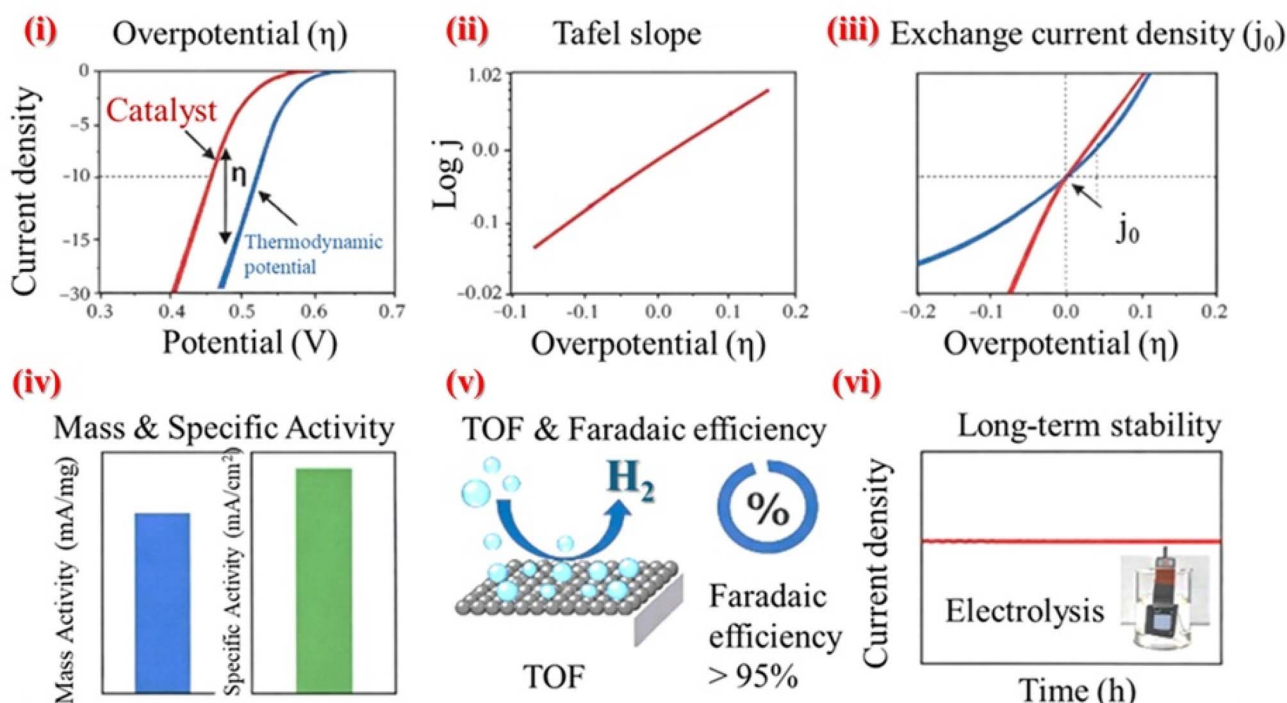 (i) Overpotential (η)
Current density
0
−5
−10
−15
−30
Catalyst
η
Thermodynamic
potential
0.3 0.4 0.5 0.6 0.7
Potential (V)
(ii) Tafel slope
Log j
1.02
0.0
-0.1
−0.02
−0.1 −0.1 0.0 0.1 0.2
Overpotential (η)
(iii) Exchange current density (j0)
j0
−0.2 −0.1 0.0 0.1 0.2
Overpotential (η)
(iv)
Mass & Specific Activity
Mass Activity (mA/mg)
Specific Activity (mA/cm²)
(v)
TOF & Faradaic efficiency
H2
%
TOF
Faradaic
efficiency
> 95%
(vi)
Long-term stability
Current density
Electrolysis
Time (h)